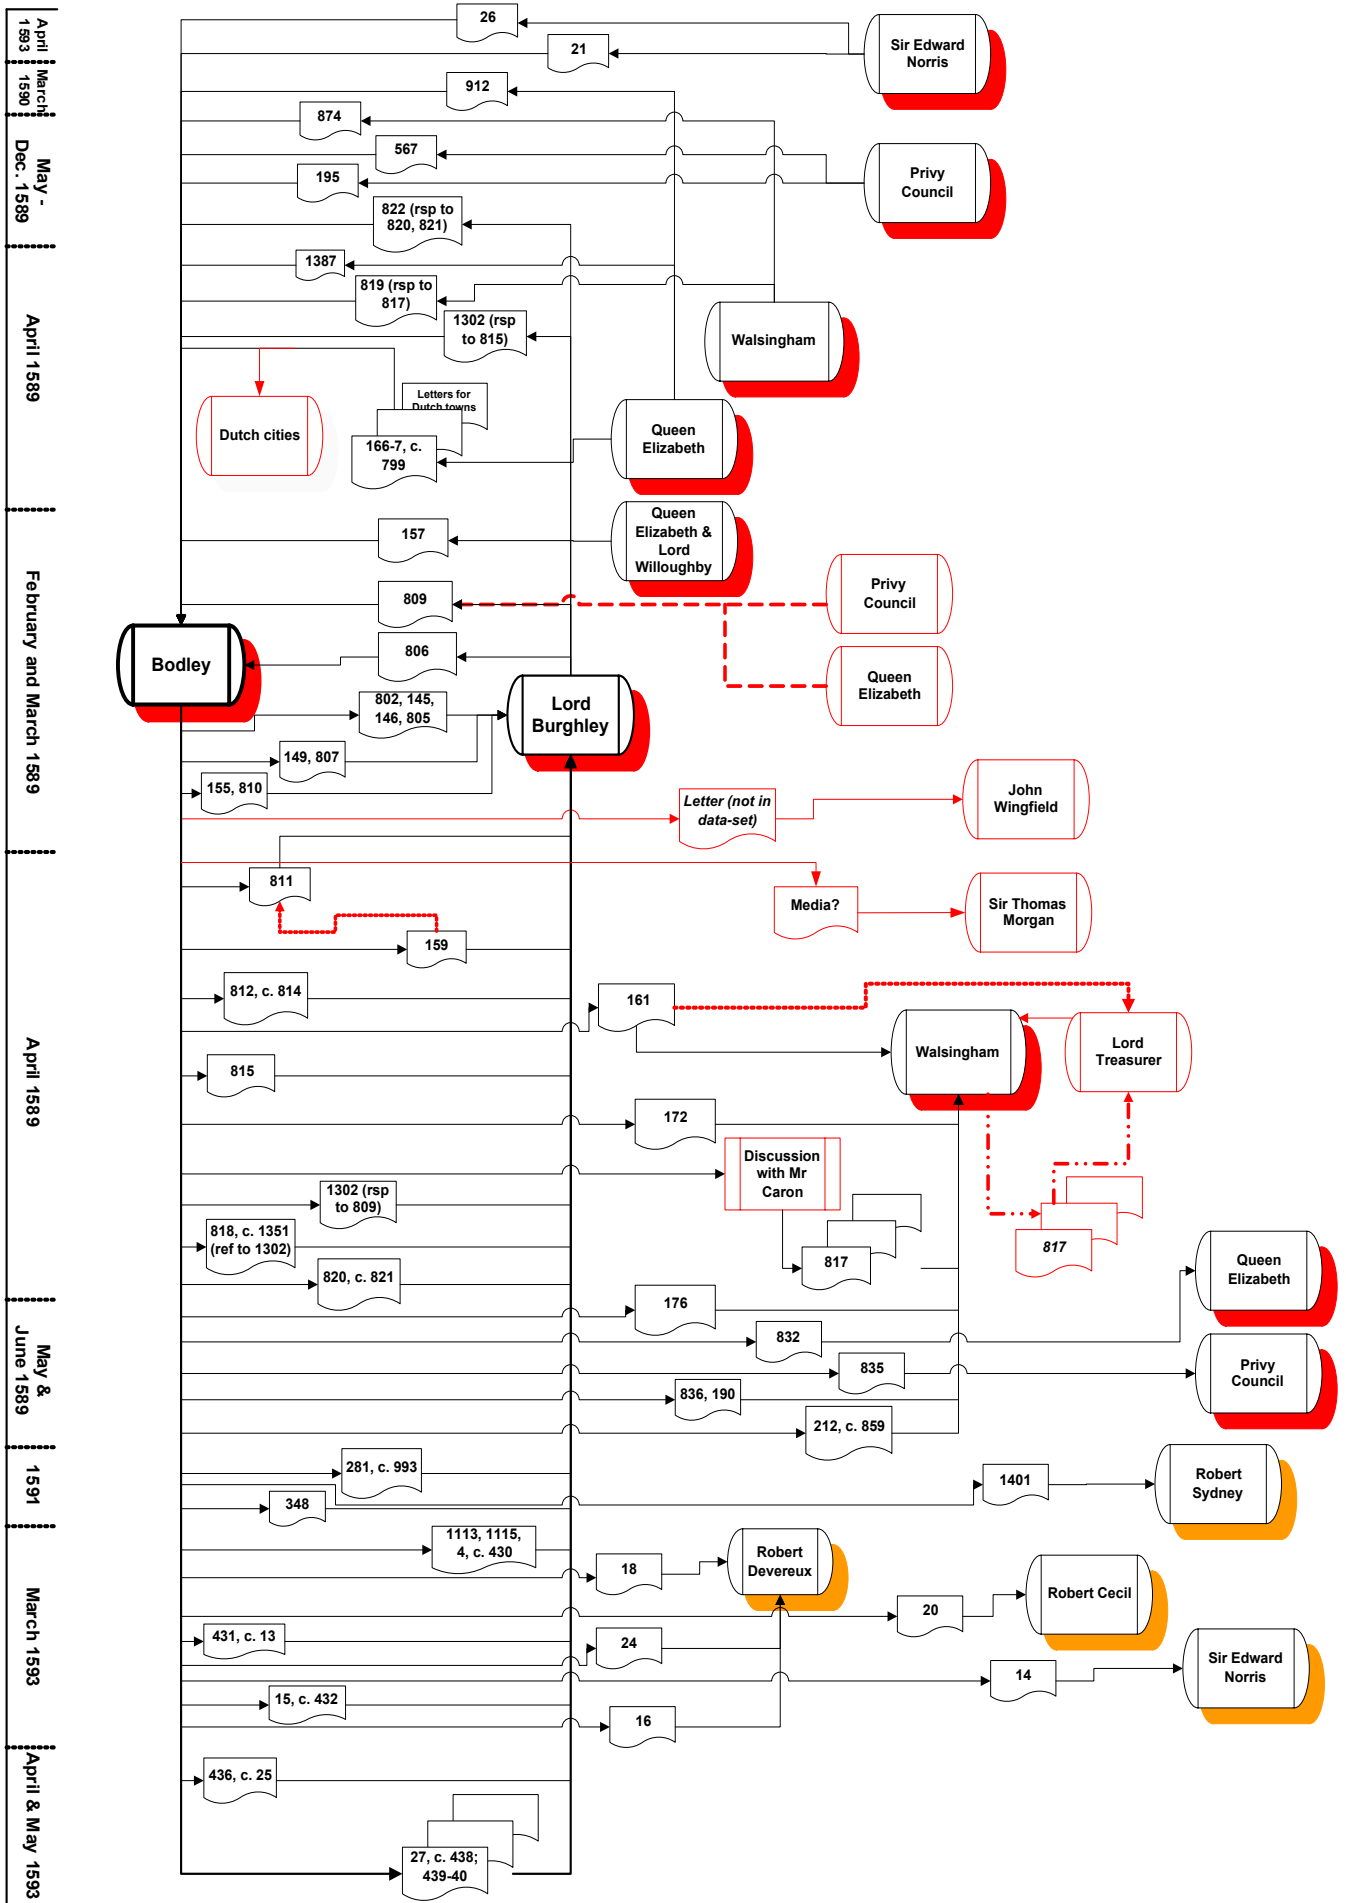 April
1593
March
1590
May -
Dec. 1589
April 1589
February and March 1589
April 1589
May &
June 1589
1591
March 1593
April & May 1593
26
Sir Edward
Norris
21
912
874
567
Privy
Council
195
822 (rsp to
820, 821)
1387
819 (rsp to
817)
1302 (rsp
to 815)
Walsingham
Letters for
Dutch towns
Dutch cities
166-7, c.
799
Queen
Elizabeth
157
Queen
Elizabeth &
Lord
Willoughby
809
Privy
Council
Bodley
806
Queen
Elizabeth
802, 145,
146, 805
Lord
Burghley
149, 807
155, 810
Letter (not in
data-set)
John
Wingfield
811
Media?
Sir Thomas
Morgan
159
812, c. 814
161
Walsingham
Lord
Treasurer
815
172
Discussion
with Mr
Caron
1302 (rsp
to 809)
818, c. 1351
(ref to 1302)
817
817
820, c. 821
Queen
Elizabeth
176
832
835
Privy
Council
836, 190
212, c. 859
281, c. 993
1401
Robert
Sydney
348
1113, 1115,
4, c. 430
18
Robert
Devereux
20
Robert Cecil
431, c. 13
24
14
Sir Edward
Norris
15, c. 432
16
436, c. 25
27, c. 438;
439-40